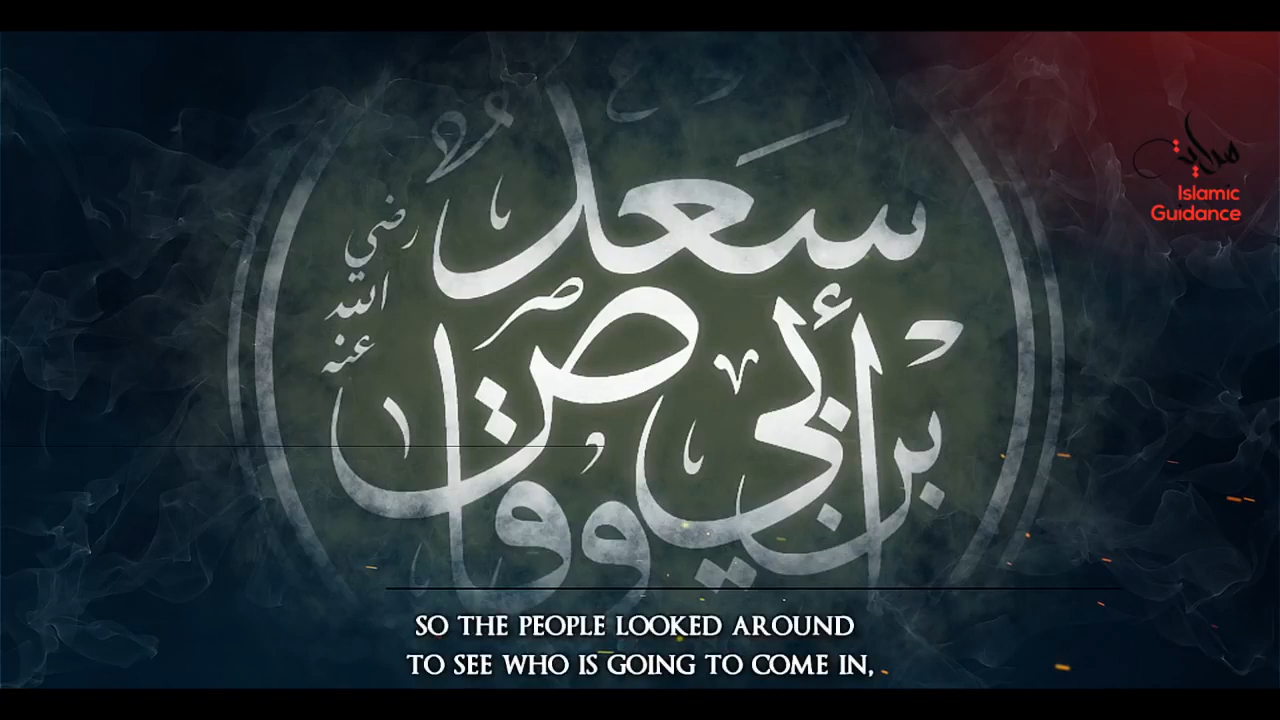 سَعْدُ
بن أبي وقاص
رضي
الله
عنه
هداية
Islamic
Guidance
SO THE PEOPLE LOOKED AROUND
TO SEE WHO IS GOING TO COME IN,